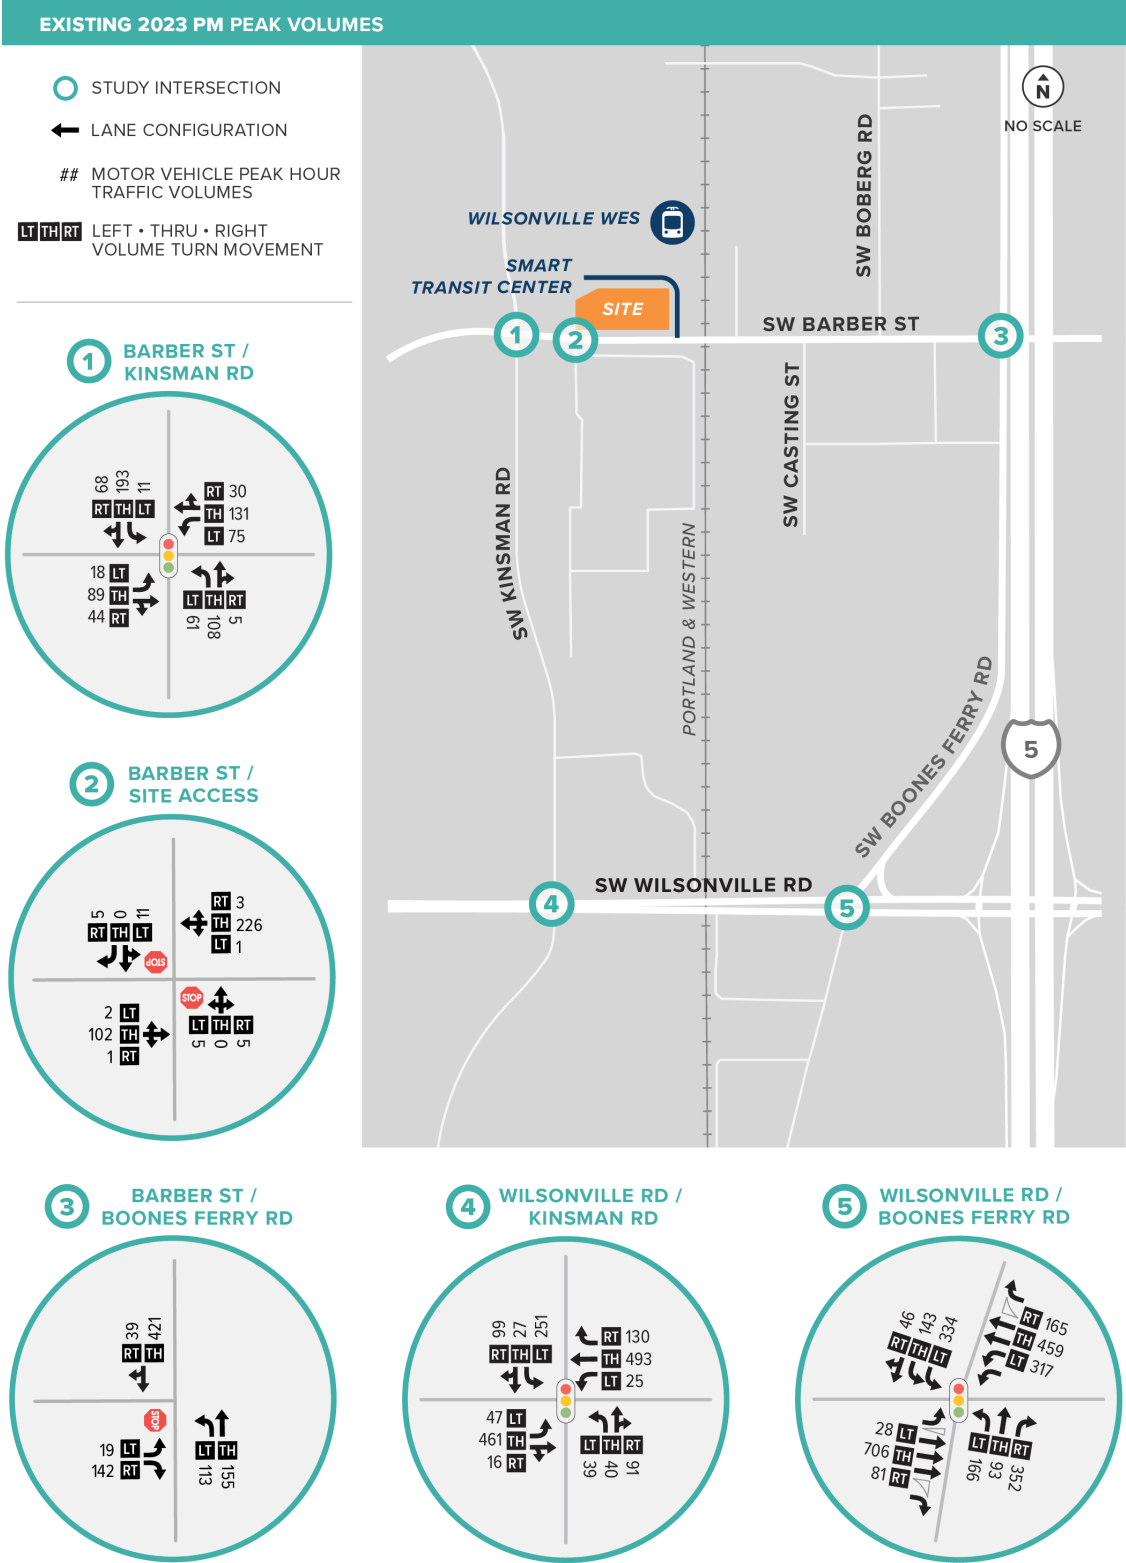 EXISTING 2023 PM PEAK VOLUMES
STUDY INTERSECTION
LANE CONFIGURATION
## MOTOR VEHICLE PEAK HOUR
TRAFFIC VOLUMES
LT TH RT LEFT • THRU • RIGHT
VOLUME TURN MOVEMENT
N
NO SCALE
SW BOBERG RD
WILSONVILLE WES
SMART
TRANSIT CENTER
SITE
SW BARBER ST
1
2
3
SW CASTING ST
SW KINSMAN RD
PORTLAND & WESTERN
SW BOONES FERRY RD
5
SW WILSONVILLE RD
4
5
1 BARBER ST /
KINSMAN RD
68 193 11
RT TH LT
RT 30
TH 131
LT 75
18 LT
89 TH
44 RT
LT TH RT
61 108 5
2 BARBER ST /
SITE ACCESS
5 0 11
RT TH LT
STOP
RT 3
TH 226
LT 1
2 LT
102 TH
1 RT
STOP
LT TH RT
5 0 5
3 BARBER ST /
BOONES FERRY RD
39 421
RT TH
STOP
19 LT
142 RT
LT TH
113 155
4 WILSONVILLE RD /
KINSMAN RD
99 27 251
RT TH LT
RT 130
TH 493
LT 25
47 LT
461 TH
16 RT
LT TH RT
39 40 91
5 WILSONVILLE RD /
BOONES FERRY RD
46 143 334
RT TH LT
RT 165
TH 459
LT 317
28 LT
706 TH
81 RT
LT TH RT
166 93 352